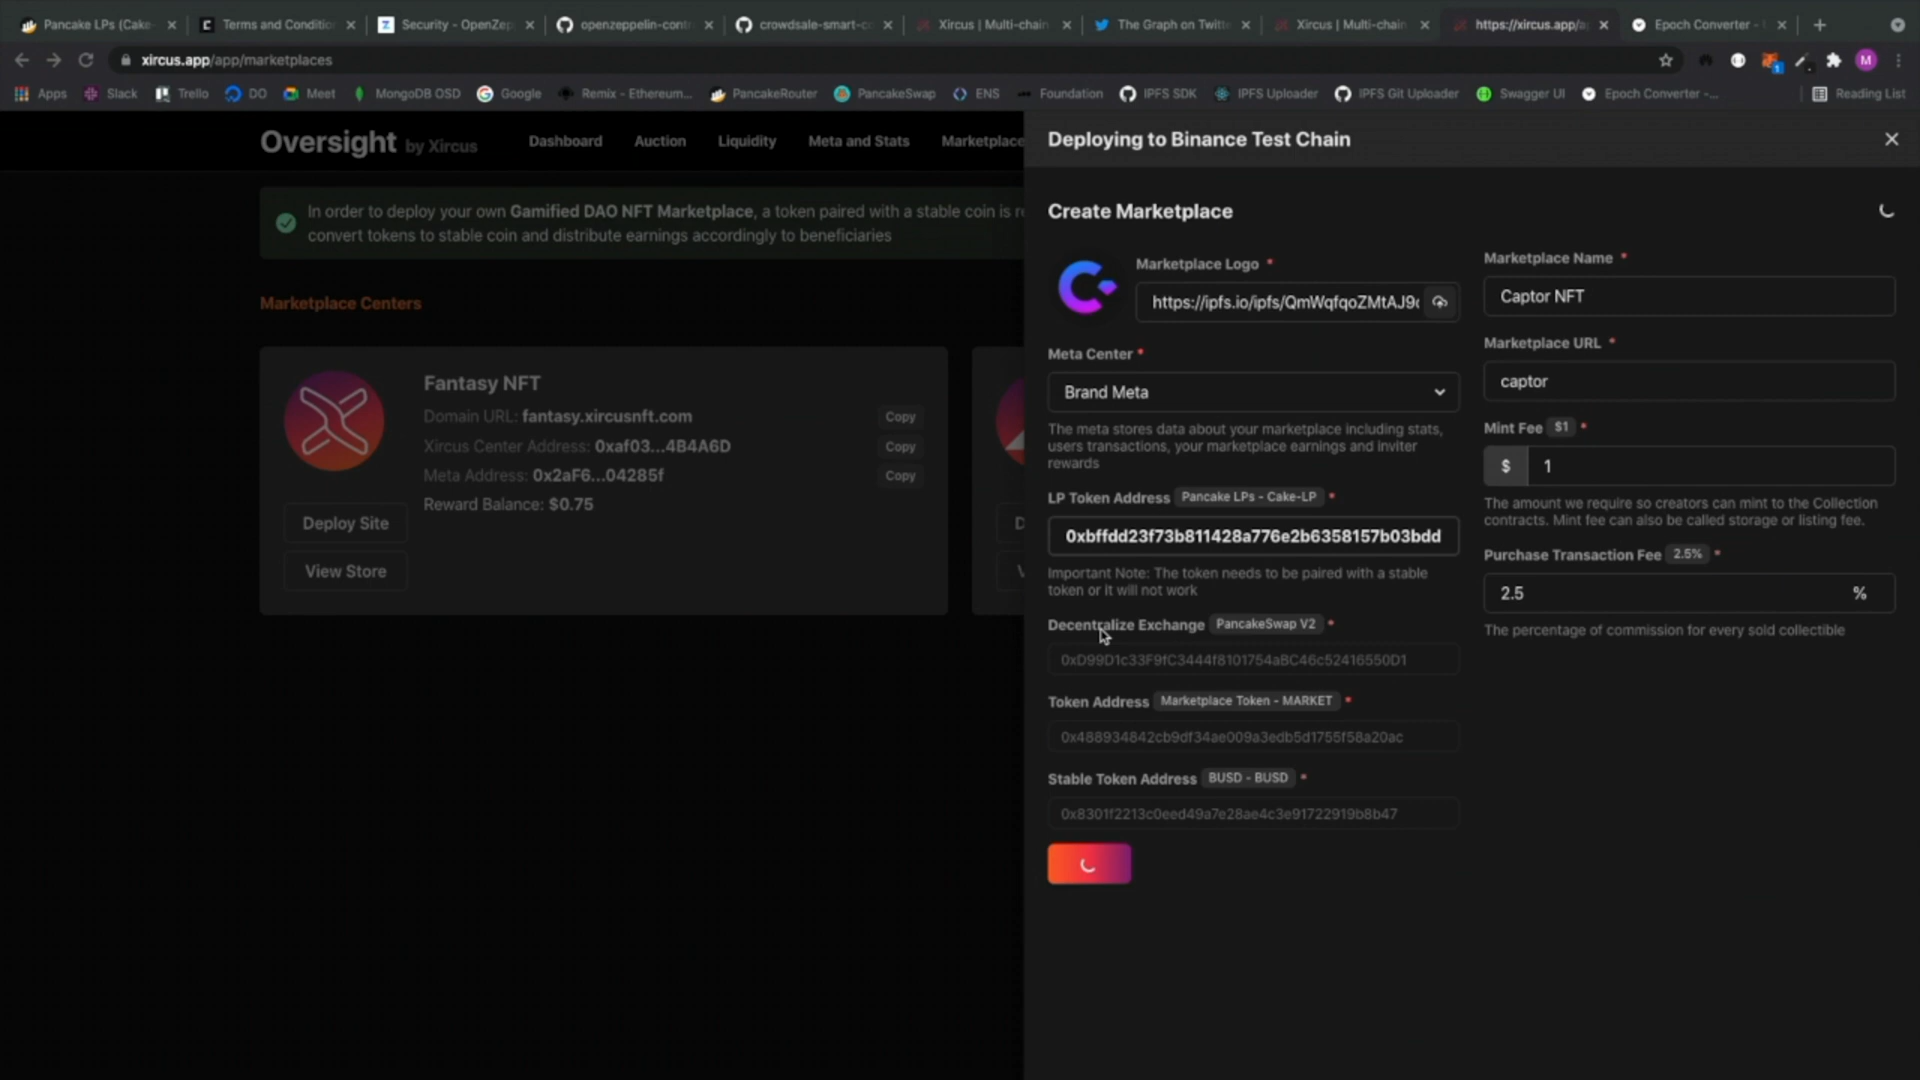 Pancake LPs (Cake-
Terms and Conditio
Security - OpenZep
openzeppelin-contr
crowdsale-smart-co
Xircus | Multi-chain
The Graph on Twitte
Xircus | Multi-chain
https://xircus.app/a
Epoch Converter -
xircus.app/app/marketplaces
M
Apps
Slack
Trello
DO
Meet
MongoDB OSD
Google
Remix - Ethereum...
PancakeRouter
PancakeSwap
ENS
Foundation
IPFS SDK
IPFS Uploader
IPFS Git Uploader
Swagger UI
Epoch Converter -...
Reading List
Oversight by Xircus
Dashboard
Auction
Liquidity
Meta and Stats
Marketplace
In order to deploy your own Gamified DAO NFT Marketplace, a token paired with a stable coin is re
convert tokens to stable coin and distribute earnings accordingly to beneficiaries
Marketplace Centers
Fantasy NFT
Domain URL: fantasy.xircusnft.com
Copy
Xircus Center Address: 0xaf03...4B4A6D
Copy
Meta Address: 0x2aF6...04285f
Copy
Reward Balance: $0.75
Deploy Site
View Store
Deploying to Binance Test Chain
Create Marketplace
Marketplace Logo *
https://ipfs.io/ipfs/QmWqfqoZMtAJ9
Meta Center *
Brand Meta
The meta stores data about your marketplace including stats,
users transactions, your marketplace earnings and inviter
rewards
LP Token Address Pancake LPs - Cake-LP *
0xbffdd23f73b811428a776e2b6358157b03bdd
Important Note: The token needs to be paired with a stable
token or it will not work
Decentralize Exchange PancakeSwap V2 *
0xD99D1c33F9fC3444f8101754aBC46c52416550D1
Token Address Marketplace Token - MARKET *
0x488934842cb9df34ae009a3edb5d1755f58a20ac
Stable Token Address BUSD - BUSD *
0x8301f2213c0eed49a7e28ae4c3e91722919b8b47
Marketplace Name *
Captor NFT
Marketplace URL *
captor
Mint Fee $1 *
$ 1
The amount we require so creators can mint to the Collection
contracts. Mint fee can also be called storage or listing fee.
Purchase Transaction Fee 2.5% *
2.5 %
The percentage of commission for every sold collectible